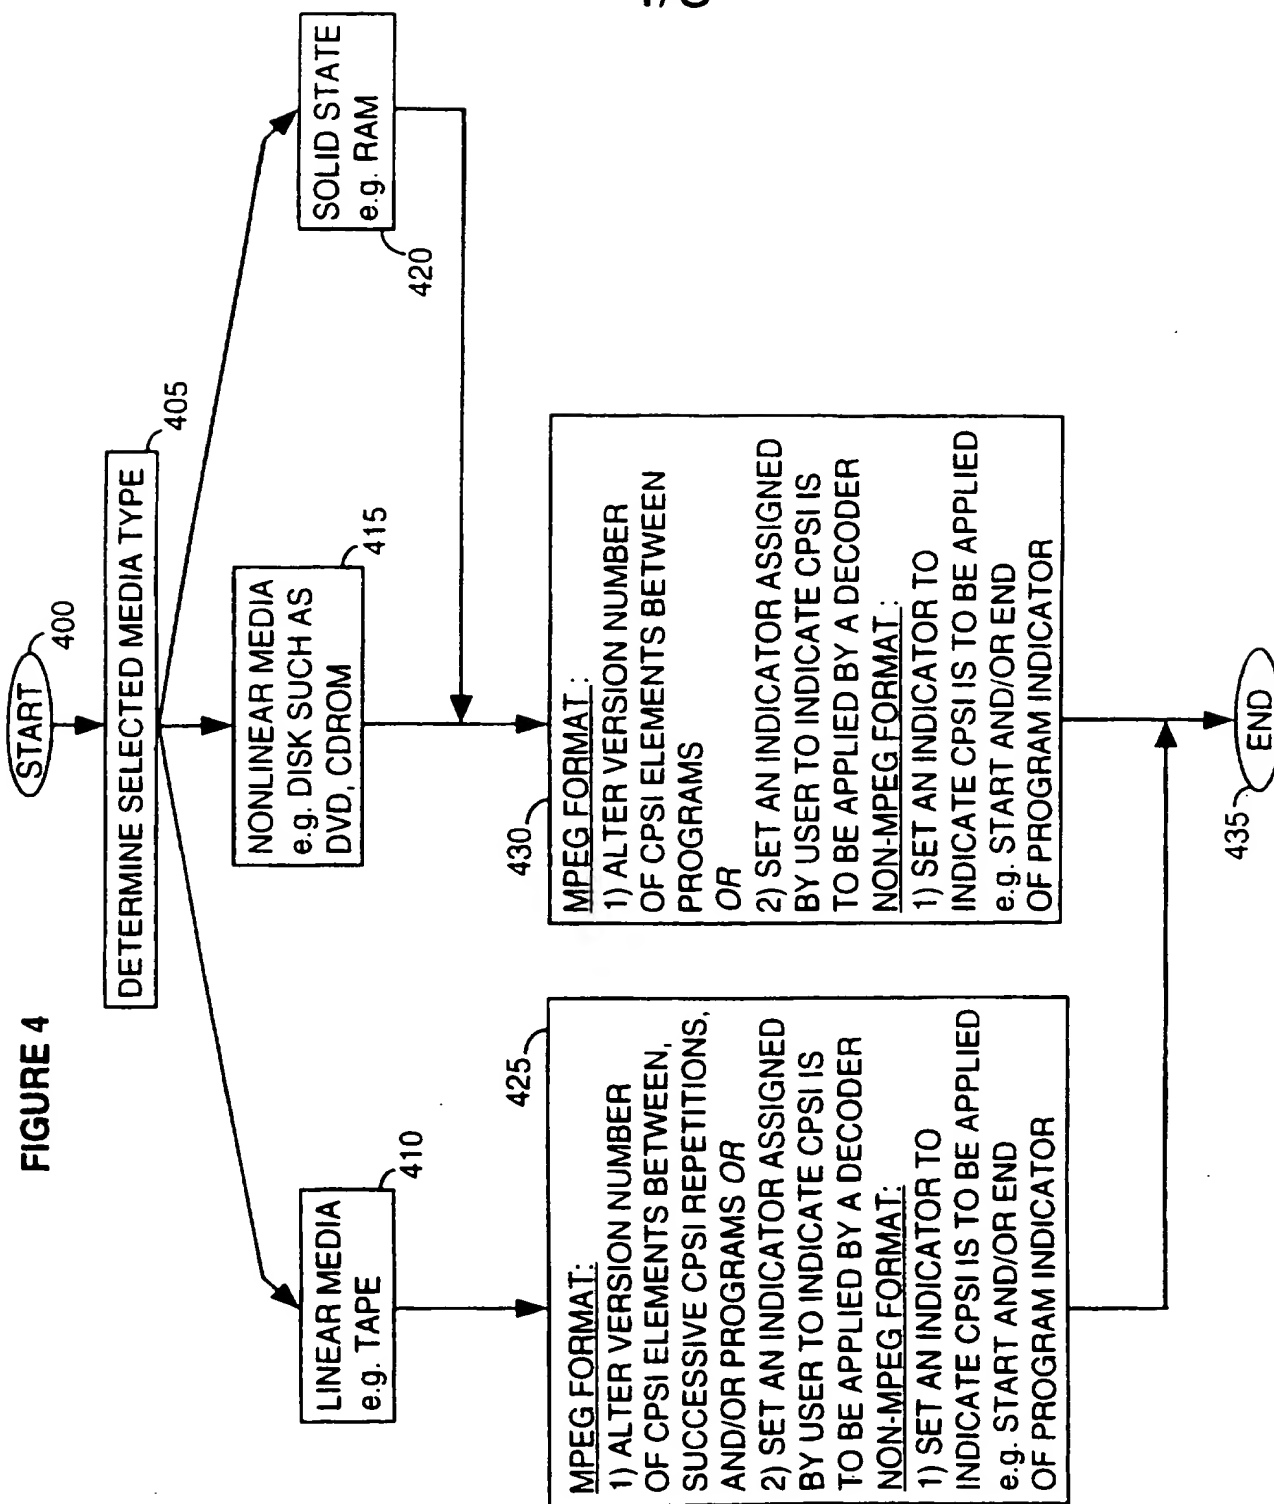 FIGURE 4
START
400
DETERMINE SELECTED MEDIA TYPE
405
LINEAR MEDIA
e.g. TAPE
410
NONLINEAR MEDIA
e.g. DISK SUCH AS
DVD, CDROM
415
SOLID STATE
e.g. RAM
420
425
MPEG FORMAT:
1) ALTER VERSION NUMBER
OF CPSI ELEMENTS BETWEEN,
SUCCESSIVE CPSI REPETITIONS,
AND/OR PROGRAMS OR
2) SET AN INDICATOR ASSIGNED
BY USER TO INDICATE CPSI IS
TO BE APPLIED BY A DECODER
NON-MPEG FORMAT:
1) SET AN INDICATOR TO
INDICATE CPSI IS TO BE APPLIED
e.g. START AND/OR END
OF PROGRAM INDICATOR
430
MPEG FORMAT:
1) ALTER VERSION NUMBER
OF CPSI ELEMENTS BETWEEN
PROGRAMS
OR
2) SET AN INDICATOR ASSIGNED
BY USER TO INDICATE CPSI IS
TO BE APPLIED BY A DECODER
NON-MPEG FORMAT:
1) SET AN INDICATOR TO
INDICATE CPSI IS TO BE APPLIED
e.g. START AND/OR END
OF PROGRAM INDICATOR
435
END